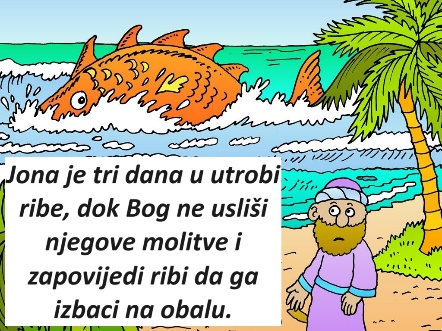 Jona je tri dana u utrobi
ribe, dok Bog ne usliši
njegove molitve i
zapovijedi ribi da ga
izbaci na obalu.